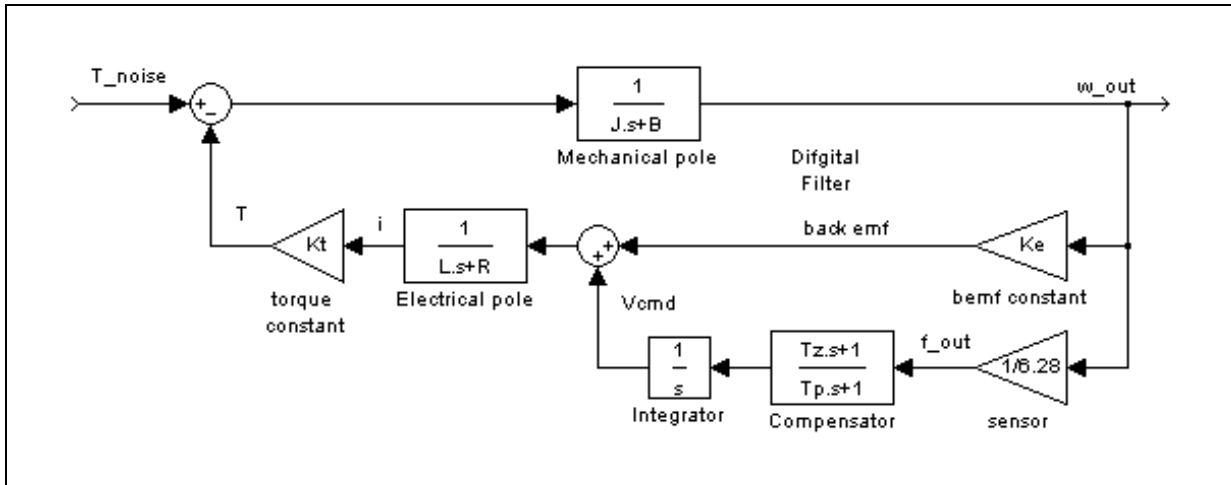 T_noise
w_out
+
−
1
J.s+B
Mechanical pole
Difgital
Filter
T
i
Kt
1
L.s+R
+
+
back emf
Ke
torque
constant
Electrical pole
Vcmd
bemf constant
1
s
Tz.s+1
Tp.s+1
f_out
1/6.28
Integrator
Compensator
sensor